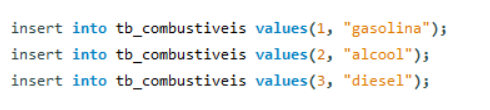 insert into tb_combustiveis values(1, "gasolina");
insert into tb_combustiveis values(2, "alcool");
insert into tb_combustiveis values(3, "diesel");